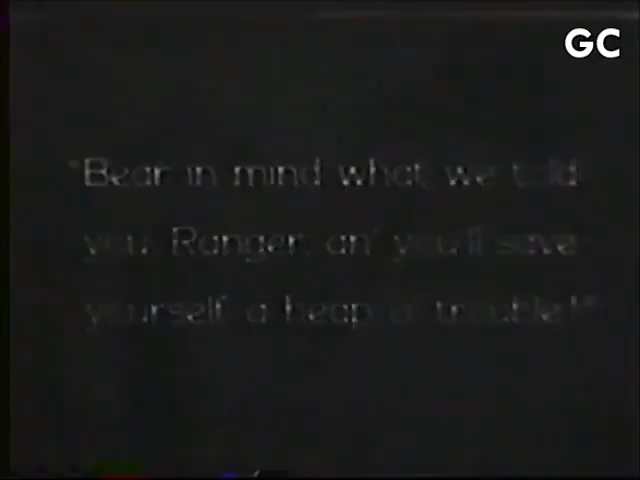 GC
"Bear in mind what we told
you, Ranger, an' you'll save
yourself a heap o' trouble!"